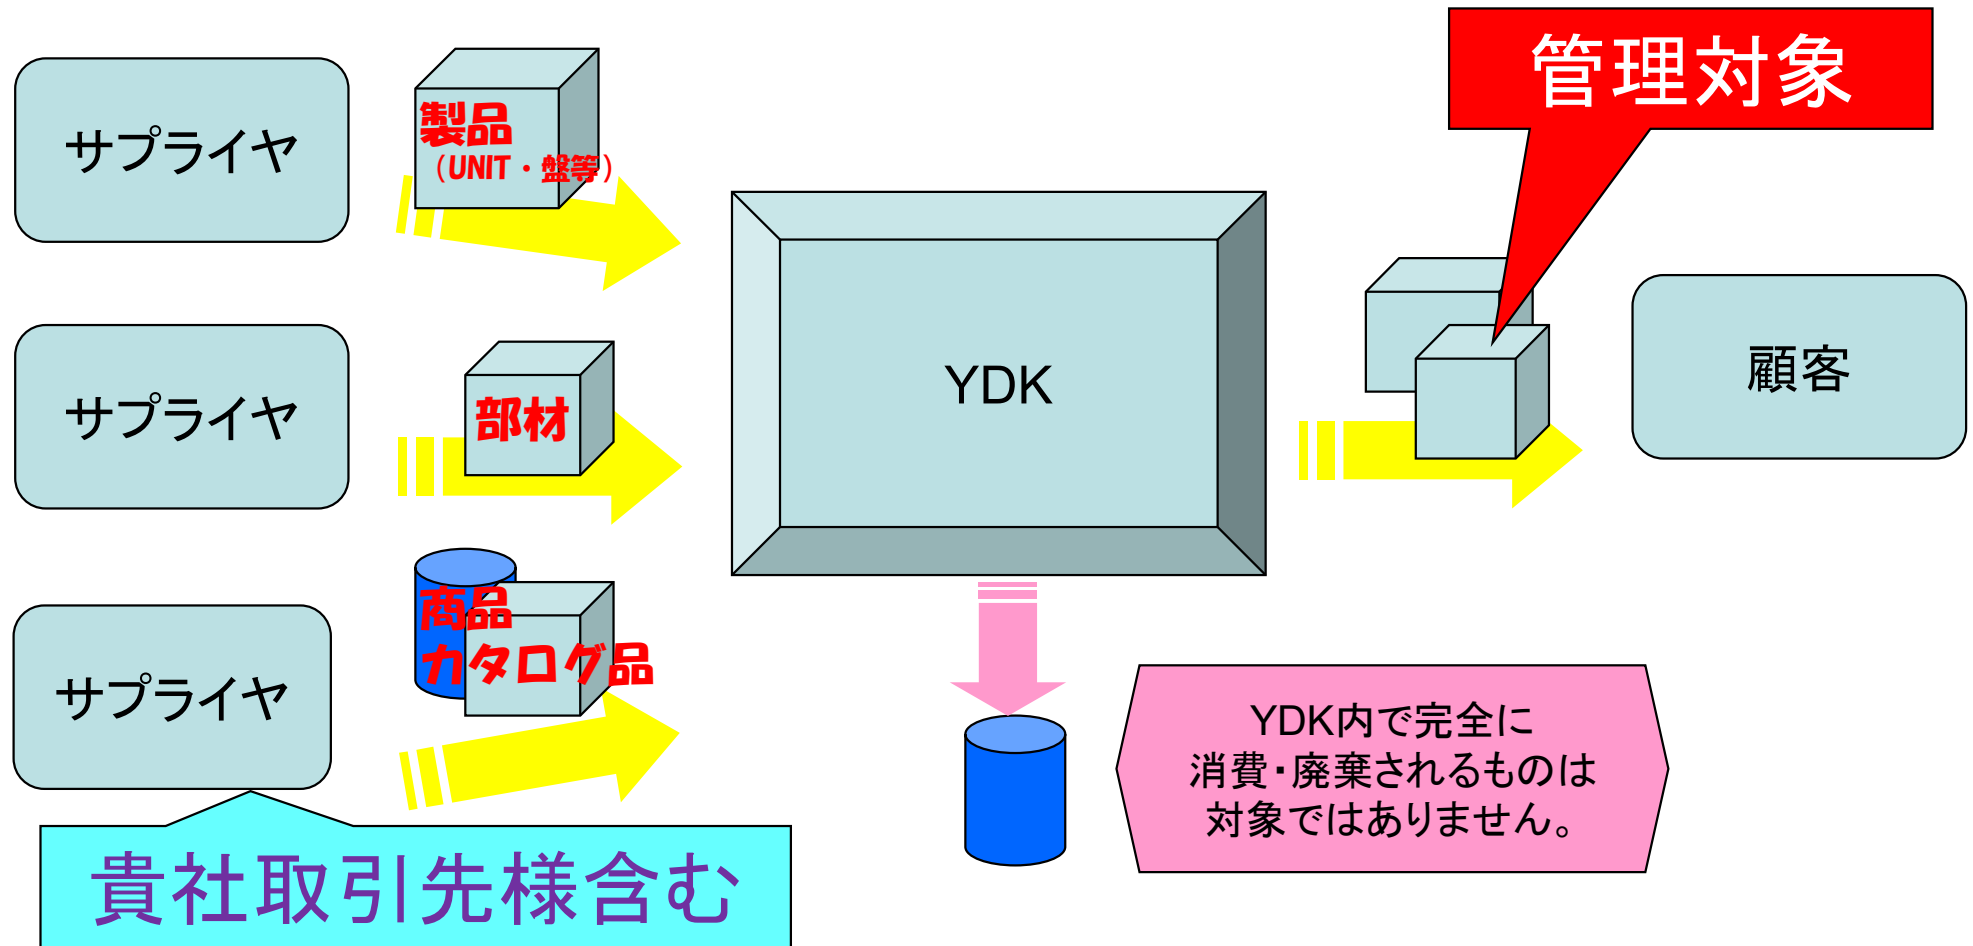 管理対象
サプライヤ
製品
（UNIT・盤等）
サプライヤ
部材
YDK
顧客
サプライヤ
商品
カタログ品
YDK内で完全に
消費・廃棄されるものは
対象ではありません。
貴社取引先様含む